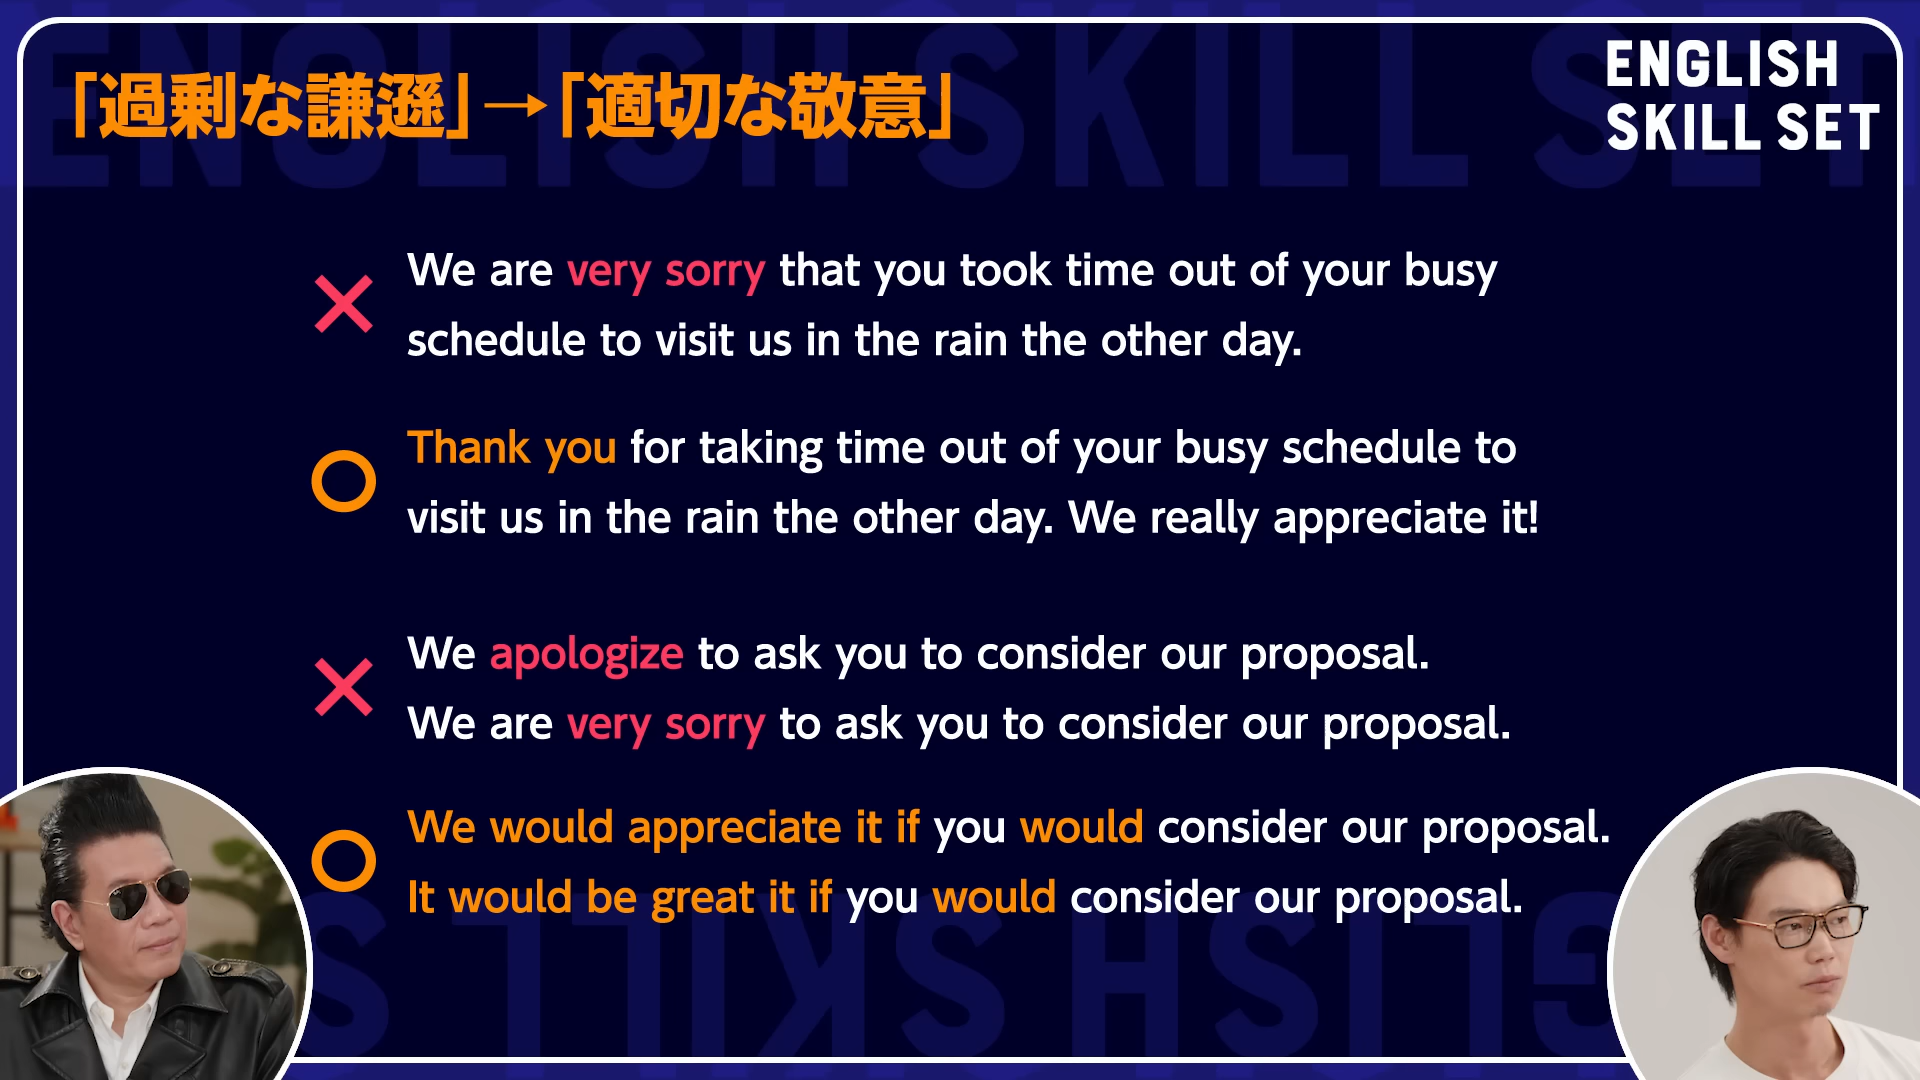 「過剰な謙遜」→「適切な敬意」
ENGLISH
SKILL SET
We are very sorry that you took time out of your busy
schedule to visit us in the rain the other day.
Thank you for taking time out of your busy schedule to
visit us in the rain the other day. We really appreciate it!
We apologize to ask you to consider our proposal.
We are very sorry to ask you to consider our proposal.
We would appreciate it if you would consider our proposal.
It would be great it if you would consider our proposal.
ENGLISH SKILL SET
ENGLISH SKILL S